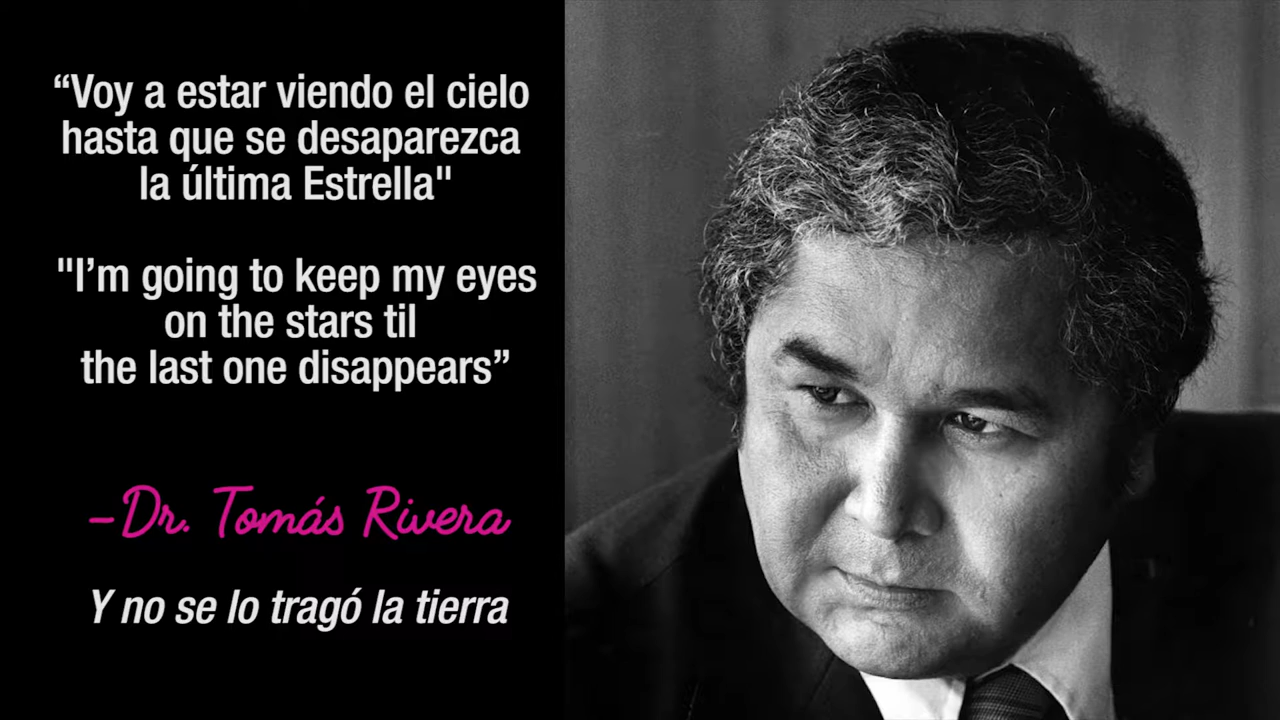 “Voy a estar viendo el cielo
hasta que se desaparezca
la última Estrella"
"I’m going to keep my eyes
on the stars til
the last one disappears”
–Dr. Tomás Rivera
Y no se lo tragó la tierra